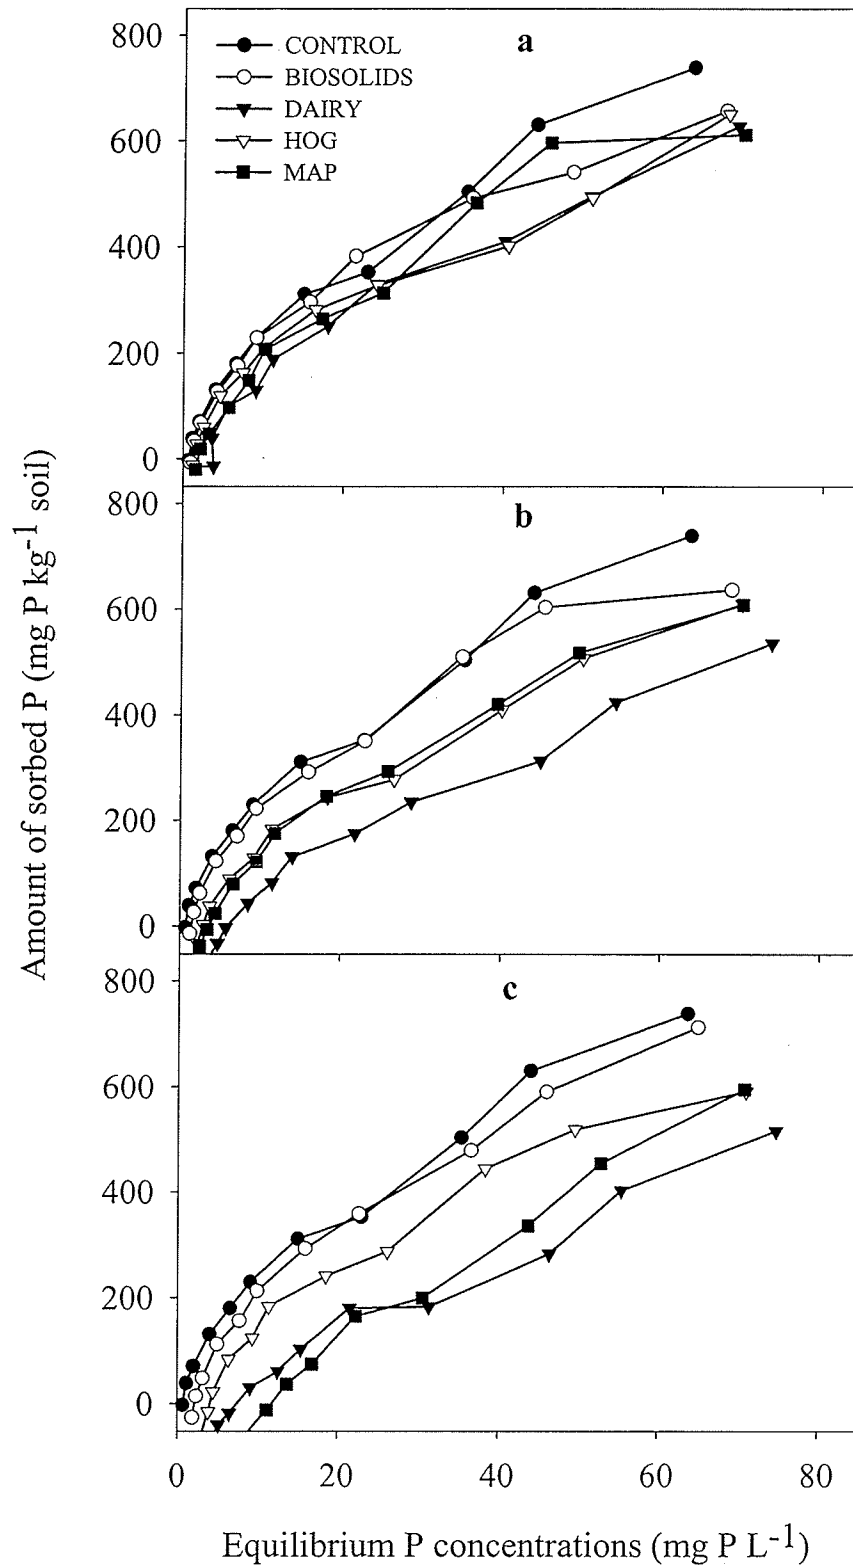 a
800
600
400
200
0
CONTROL
BIOSOLIDS
DAIRY
HOG
MAP
b
800
600
400
200
0
c
800
600
400
200
0
0 20 40 60 80
Amount of sorbed P (mg P kg⁻¹ soil)
Equilibrium P concentrations (mg P L⁻¹)